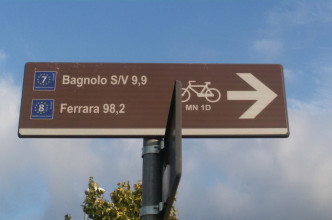 7 Bagnolo S/V 9,9
8 Ferrara 98,2
MN 1D